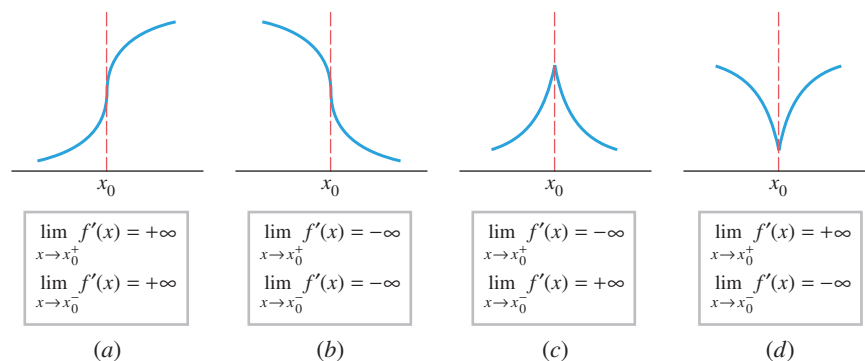 x₀ x₀ x₀ x₀
lim f′(x) = +∞ lim f′(x) = −∞ lim f′(x) = −∞ lim f′(x) = +∞
x→x₀⁺ x→x₀⁺ x→x₀⁺ x→x₀⁺
lim f′(x) = +∞ lim f′(x) = −∞ lim f′(x) = +∞ lim f′(x) = −∞
x→x₀⁻ x→x₀⁻ x→x₀⁻ x→x₀⁻
(a) (b) (c) (d)